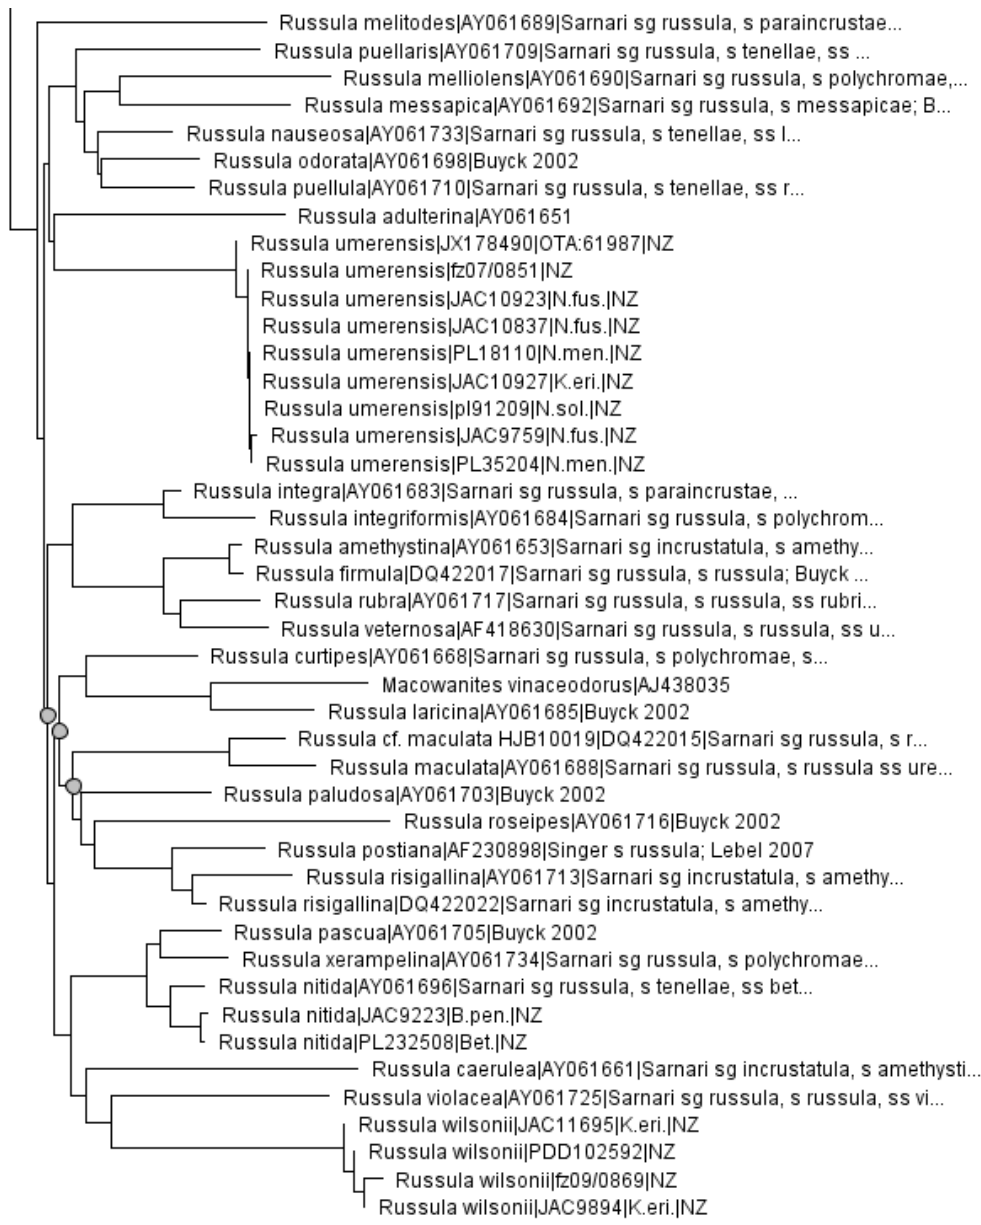 Russula melitodes|AY061689|Sarnari sg russula, s paraincrustae...
Russula puellaris|AY061709|Sarnari sg russula, s tenellae, ss ...
Russula melliolens|AY061690|Sarnari sg russula, s polychromae,...
Russula messapica|AY061692|Sarnari sg russula, s messapicae; B...
Russula nauseosa|AY061733|Sarnari sg russula, s tenellae, ss l...
Russula odorata|AY061698|Buyck 2002
Russula puellula|AY061710|Sarnari sg russula, s tenellae, ss r...
Russula adulterina|AY061651
Russula umerensis|JX178490|OTA:61987|NZ
Russula umerensis|fz07/0851|NZ
Russula umerensis|JAC10923|N.fus.|NZ
Russula umerensis|JAC10837|N.fus.|NZ
Russula umerensis|PL18110|N.men.|NZ
Russula umerensis|JAC10927|K.eri.|NZ
Russula umerensis|pl91209|N.sol.|NZ
Russula umerensis|JAC9759|N.fus.|NZ
Russula umerensis|PL35204|N.men.|NZ
Russula integra|AY061683|Sarnari sg russula, s paraincrustae, ...
Russula integriformis|AY061684|Sarnari sg russula, s polychrom...
Russula amethystina|AY061653|Sarnari sg incrustatula, s amethy...
Russula firmula|DQ422017|Sarnari sg russula, s russula; Buyck ...
Russula rubra|AY061717|Sarnari sg russula, s russula, ss rubri...
Russula veternosa|AF418630|Sarnari sg russula, s russula, ss u...
Russula curtipes|AY061668|Sarnari sg russula, s polychromae, s...
Macowanites vinaceodorus|AJ438035
Russula laricina|AY061685|Buyck 2002
Russula cf. maculata HJB10019|DQ422015|Sarnari sg russula, s r...
Russula maculata|AY061688|Sarnari sg russula, s russula ss ure...
Russula paludosa|AY061703|Buyck 2002
Russula roseipes|AY061716|Buyck 2002
Russula postiana|AF230898|Singer s russula; Lebel 2007
Russula risigallina|AY061713|Sarnari sg incrustatula, s amethy...
Russula risigallina|DQ422022|Sarnari sg incrustatula, s amethy...
Russula pascua|AY061705|Buyck 2002
Russula xerampelina|AY061734|Sarnari sg russula, s polychromae...
Russula nitida|AY061696|Sarnari sg russula, s tenellae, ss bet...
Russula nitida|JAC9223|B.pen.|NZ
Russula nitida|PL232508|Bet.|NZ
Russula caerulea|AY061661|Sarnari sg incrustatula, s amethysti...
Russula violacea|AY061725|Sarnari sg russula, s russula, ss vi...
Russula wilsonii|JAC11695|K.eri.|NZ
Russula wilsonii|PDD102592|NZ
Russula wilsonii|fz09/0869|NZ
Russula wilsonii|JAC9894|K.eri.|NZ